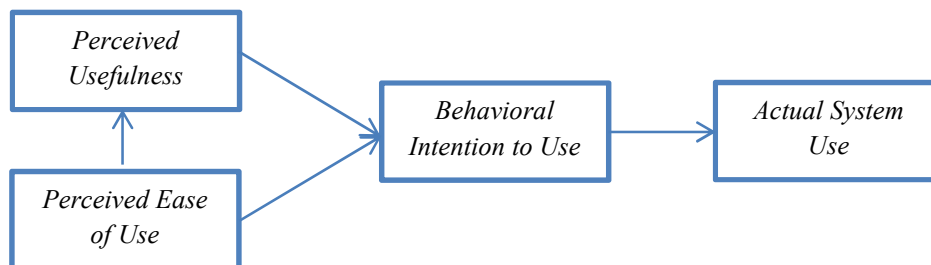 Perceived
Usefulness
Perceived Ease
of Use
Behavioral
Intention to Use
Actual System
Use